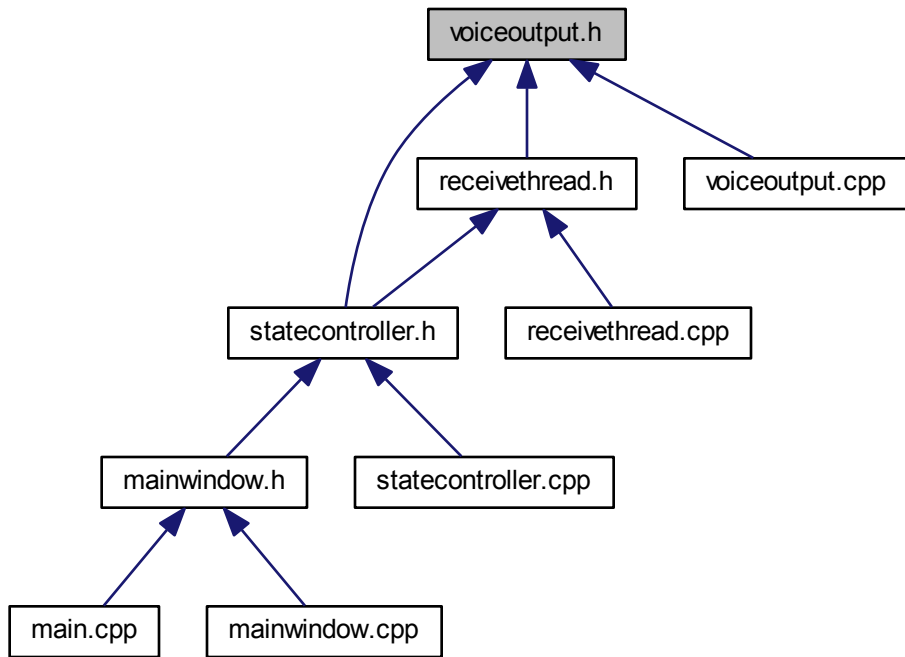 voiceoutput.h
receivethread.h
voiceoutput.cpp
statecontroller.h
receivethread.cpp
mainwindow.h
statecontroller.cpp
main.cpp
mainwindow.cpp